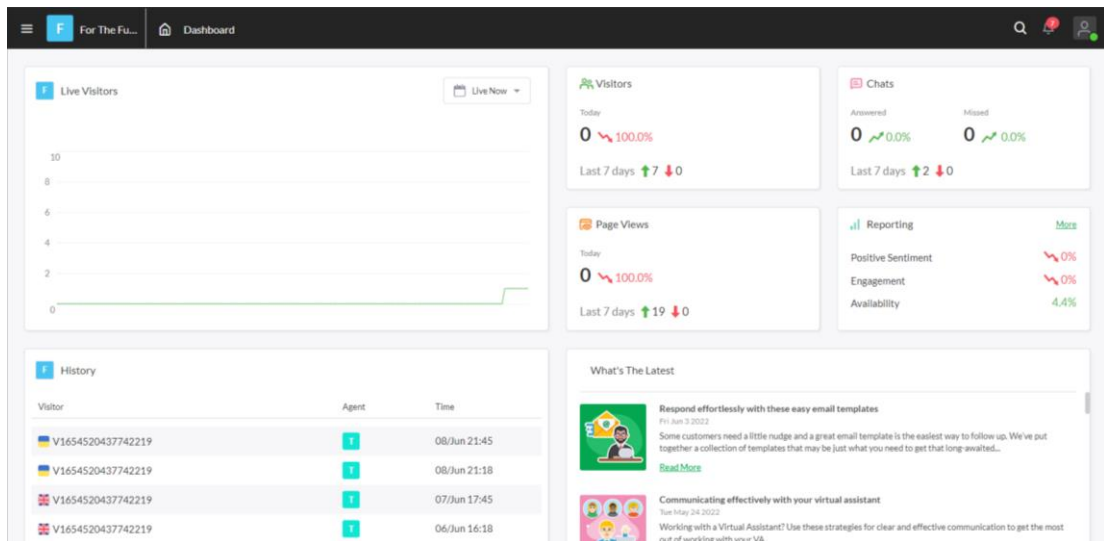 F For The Fu... Dashboard
F Live Visitors
Live Now
10
8
6
4
2
0
Visitors
Today
0 100.0%
Last 7 days 7 0
Chats
Answered Missed
0 0.0% 0 0.0%
Last 7 days 2 0
Page Views
Today
0 100.0%
Last 7 days 19 0
Reporting More
Positive Sentiment 0%
Engagement 0%
Availability 4.4%
F History
Visitor Agent Time
V1654520437742219 T 08/Jun 21:45
V1654520437742219 T 08/Jun 21:18
V1654520437742219 T 07/Jun 17:45
V1654520437742219 T 06/Jun 16:18
What's The Latest
Respond effortlessly with these easy email templates
Fri Jun 3 2022
Some customers need a little nudge and a great email template is the easiest way to follow up. We've put
together a collection of templates that may be just what you need to get that long-awaited...
Read More
Communicating effectively with your virtual assistant
Tue May 24 2022
Working with a Virtual Assistant? Use these strategies for clear and effective communication to get the most
out of working with your VA.